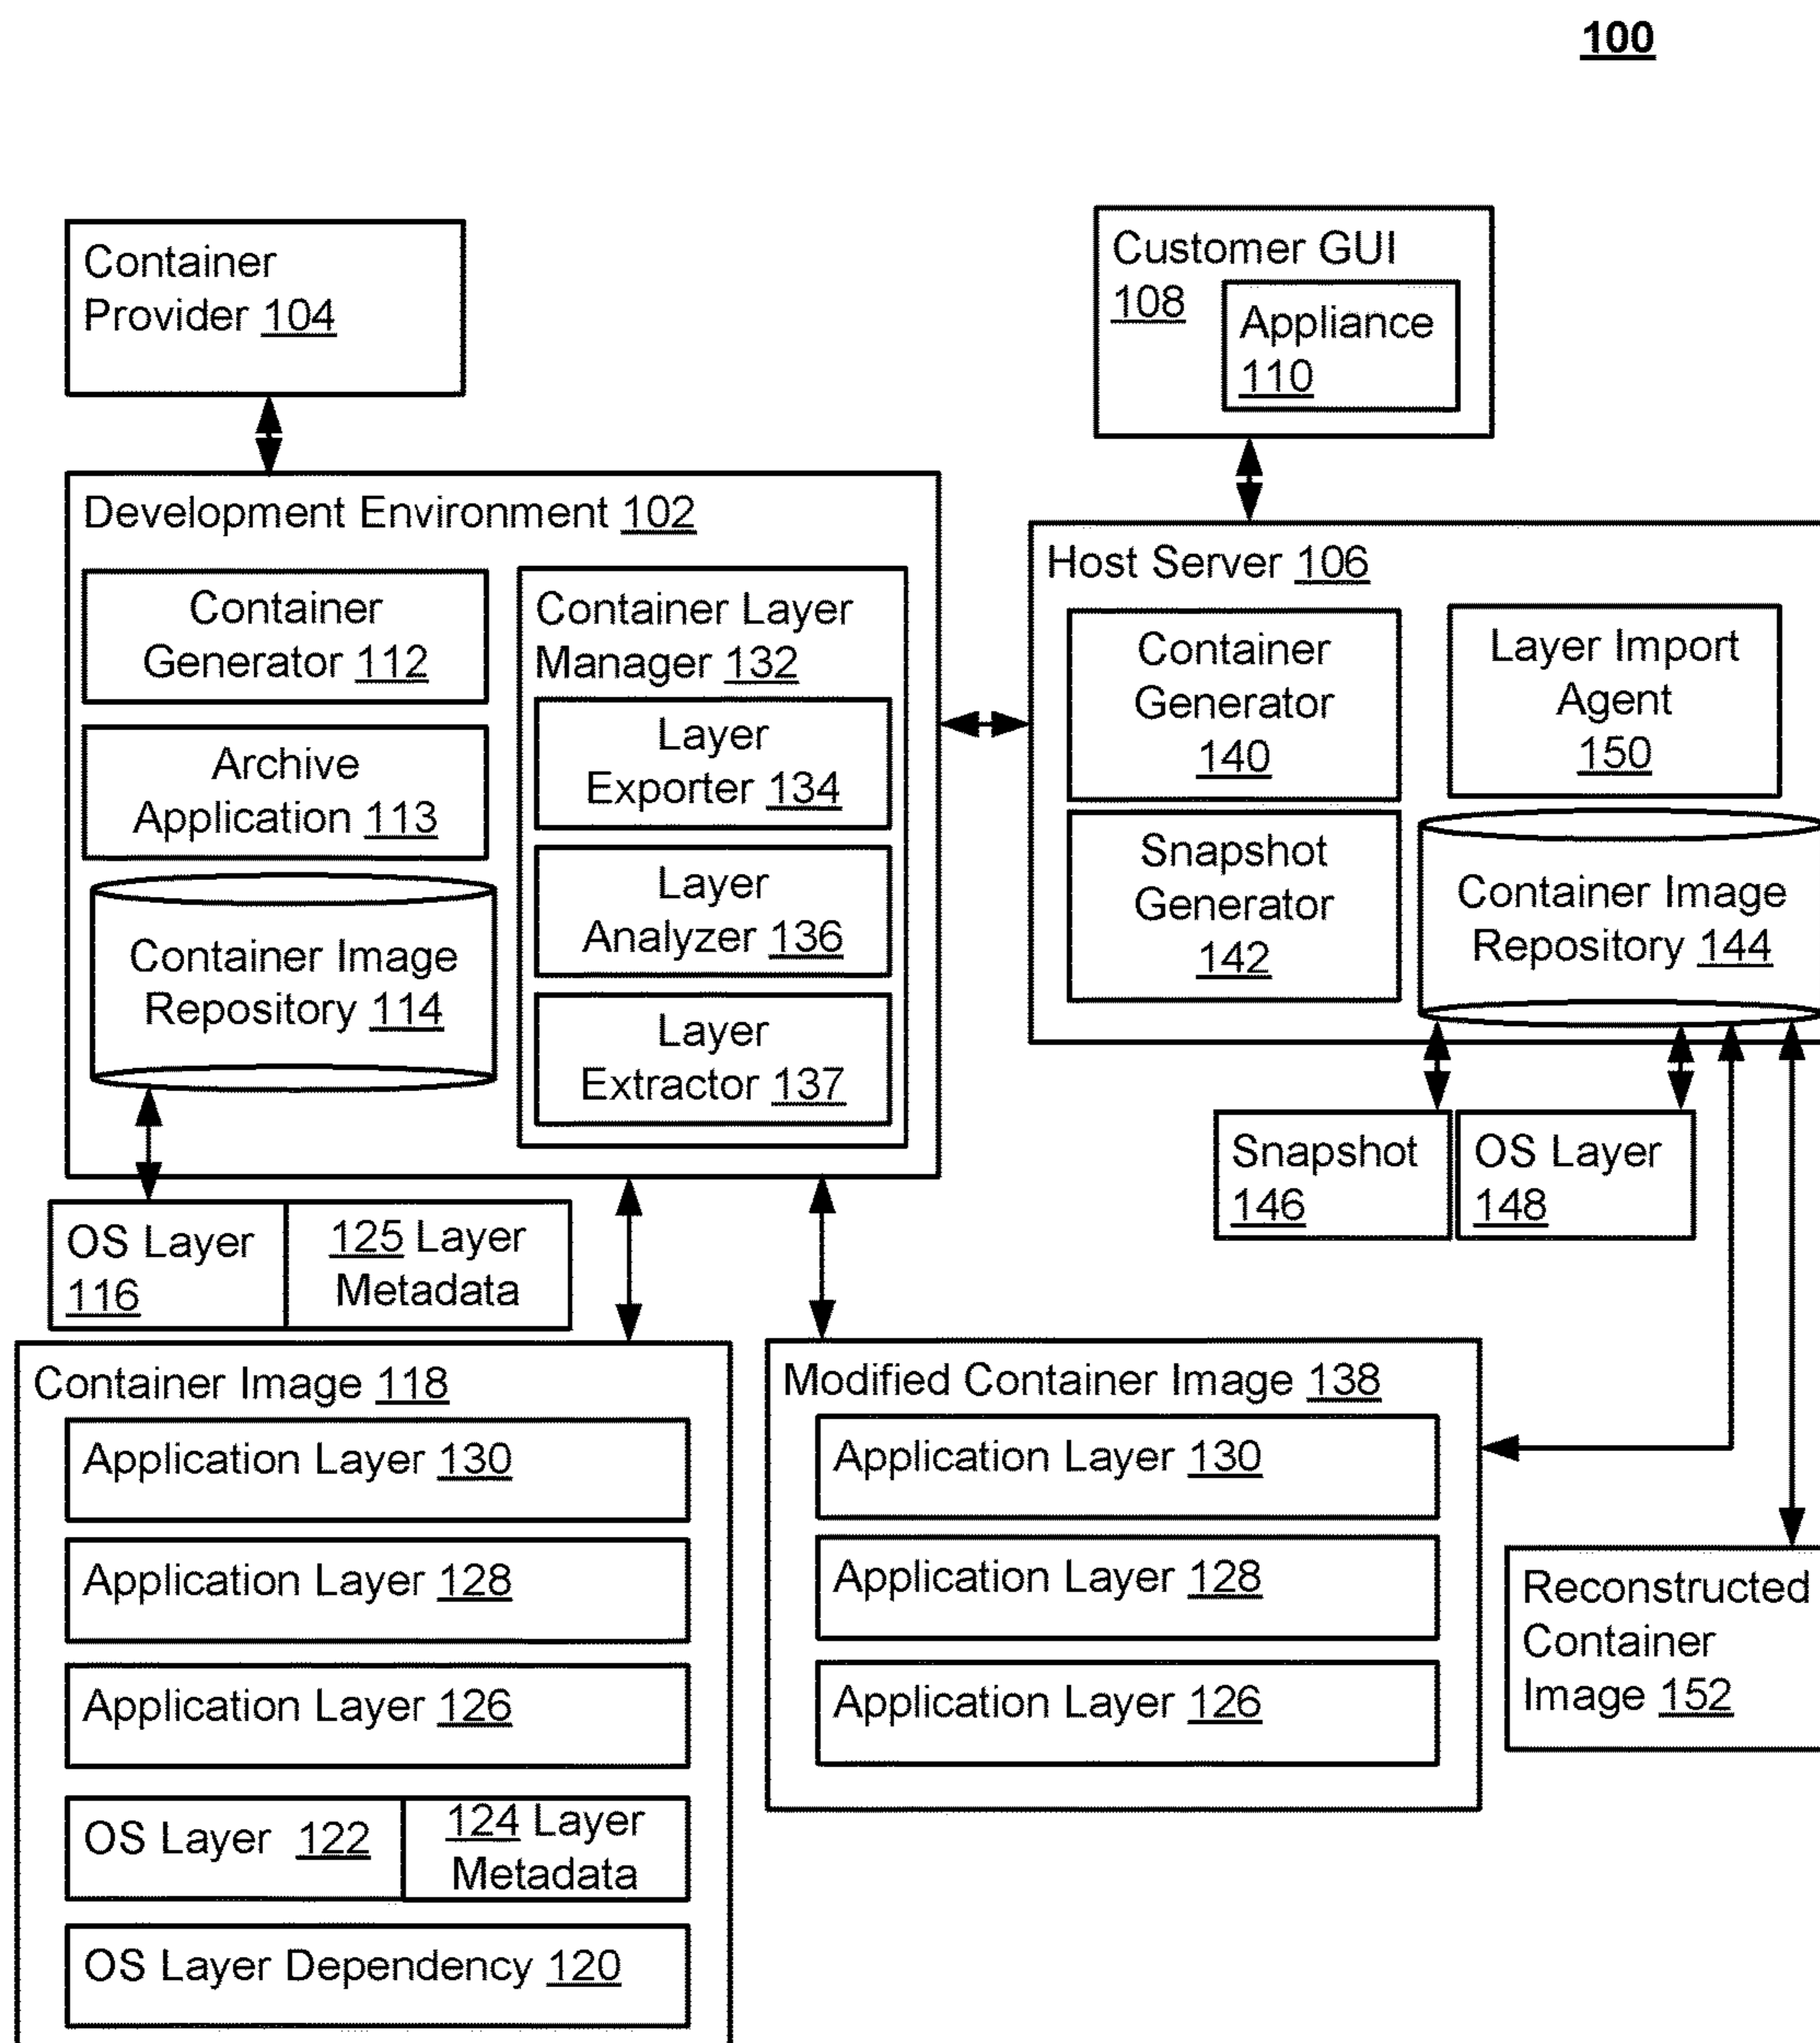 100
Container
Provider 104
Customer GUI
108
Appliance
110
Development Environment 102
Container
Generator 112
Archive
Application 113
Container Image
Repository 114
Container Layer
Manager 132
Layer
Exporter 134
Layer
Analyzer 136
Layer
Extractor 137
Host Server 106
Container
Generator
140
Layer Import
Agent
150
Snapshot
Generator
142
Container Image
Repository 144
Snapshot
146
OS Layer
148
OS Layer
116
125 Layer
Metadata
Container Image 118
Application Layer 130
Application Layer 128
Application Layer 126
OS Layer 122
124 Layer
Metadata
OS Layer Dependency 120
Modified Container Image 138
Application Layer 130
Application Layer 128
Application Layer 126
Reconstructed
Container
Image 152